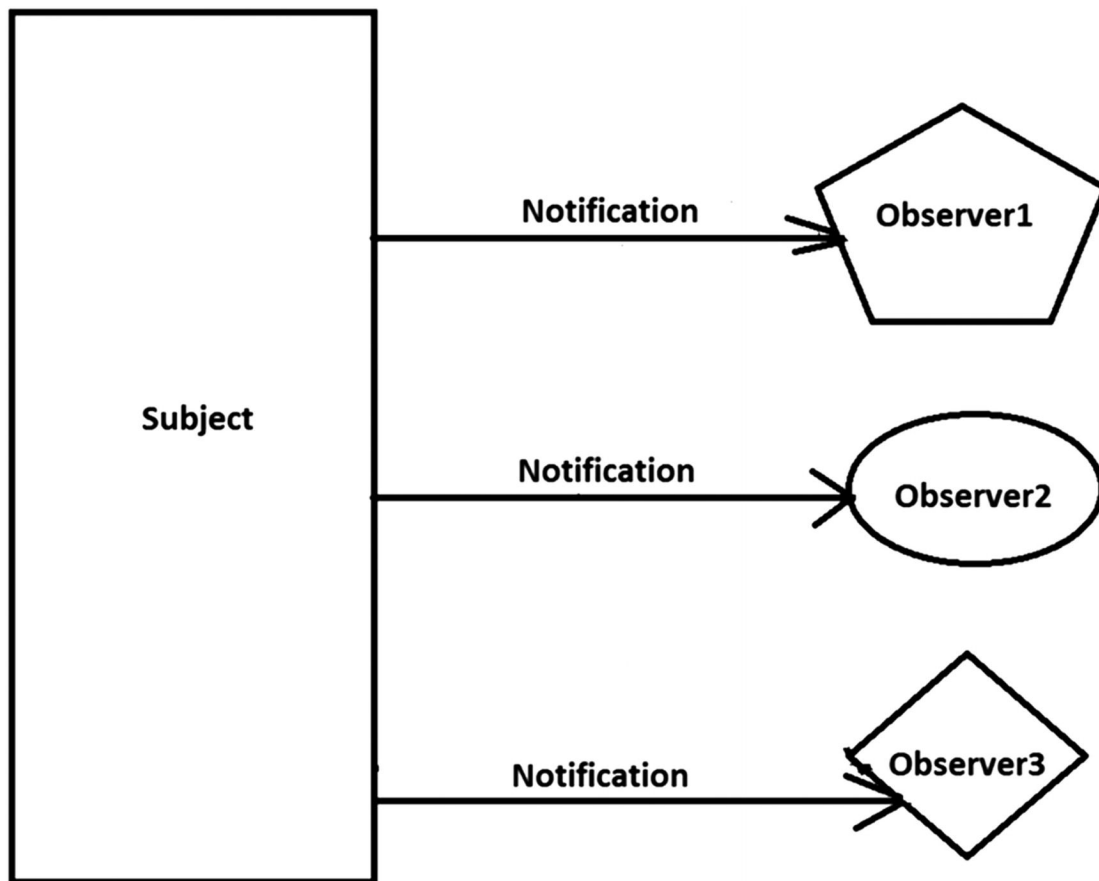 Notification
Observer1
Subject
Notification
Observer2
Notification
Observer3